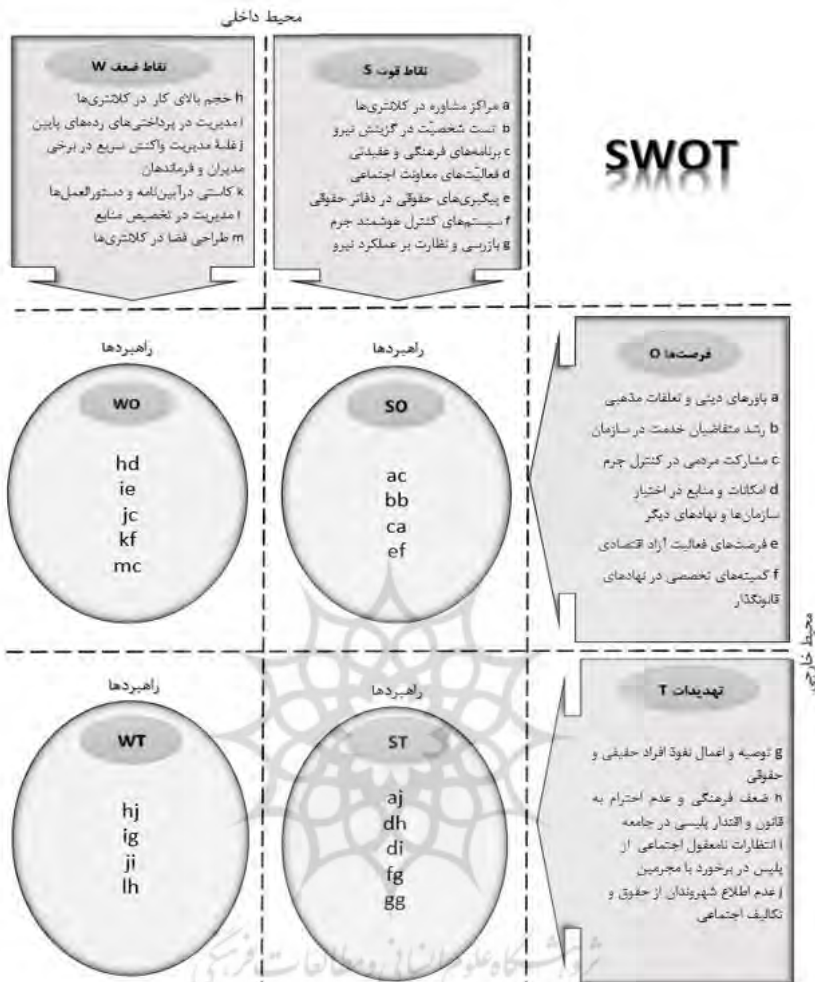 محیط داخلی
نقاط قوت S
a مراکز مشاوره در کلانتری‌ها
b تست شخصیّت در گزینش نیرو
c برنامه‌های فرهنگی و عقیدتی
d فعالیّت‌های معاونت اجتماعی
e پیگیری‌های حقوقی در دفاتر حقوقی
f سیستم‌های کنترل هوشمند جرم
g بازرسی و نظارت بر عملکرد نیرو
نقاط ضعف W
h حجم بالای کار در کلانتری‌ها
i مدیریت در پرداختی‌های رده‌های پایین
j غلبهٔ مدیریت واکنش سریع در برخی
مدیران و فرماندهان
k کاستی درآیین‌نامه و دستورالعمل‌ها
l مدیریت در تخصیص منابع
m طراحی فضا در کلانتری‌ها
SWOT
فرصت‌ها O
a باورهای دینی و تعلقات مذهبی
b رشد متقاضیان خدمت در سازمان
c مشارکت مردمی در کنترل جرم
d امکانات و منابع در اختیار
سازمان‌ها و نهادهای دیگر
e فرصت‌های فعالیت آزاد اقتصادی
f کمیته‌های تخصصی در نهادهای
قانونگذار
راهبردها
SO
ac
bb
ca
ef
راهبردها
WO
hd
ie
jc
kf
mc
محیط خارجی
تهدیدات T
g توصیه و اعمال نفوذ افراد حقیقی و
حقوقی
h ضعف فرهنگی و عدم احترام به
قانون و اقتدار پلیسی در جامعه
i انتظارات نامعقول اجتماعی از
پلیس در برخورد با مجرمین
j عدم اطلاع شهروندان از حقوق و
تکالیف اجتماعی
راهبردها
ST
aj
dh
di
fg
gg
راهبردها
WT
hj
ig
ji
lh
پژوهشگاه علوم انسانی و مطالعات فرهنگی